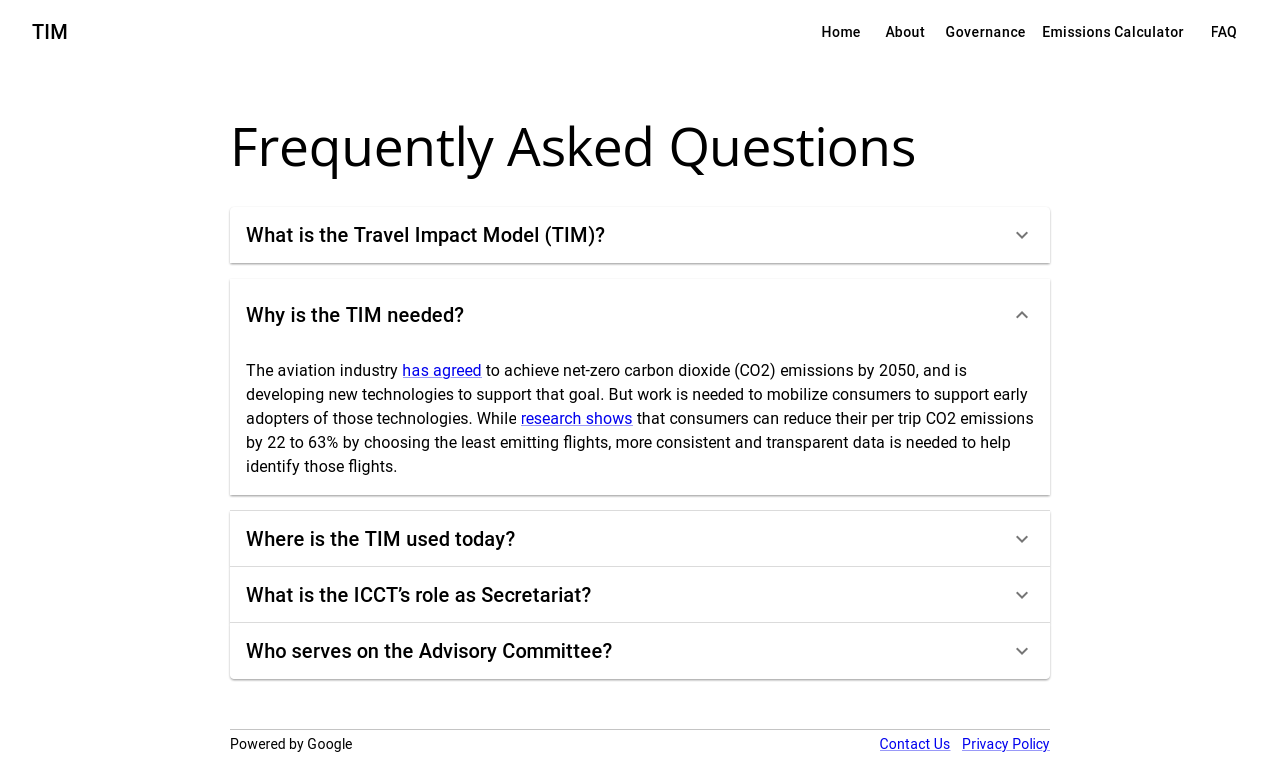 TIM
Home About Governance Emissions Calculator FAQ
Frequently Asked Questions
What is the Travel Impact Model (TIM)?
Why is the TIM needed?
The aviation industry has agreed to achieve net-zero carbon dioxide (CO2) emissions by 2050, and is
developing new technologies to support that goal. But work is needed to mobilize consumers to support early
adopters of those technologies. While research shows that consumers can reduce their per trip CO2 emissions
by 22 to 63% by choosing the least emitting flights, more consistent and transparent data is needed to help
identify those flights.
Where is the TIM used today?
What is the ICCT’s role as Secretariat?
Who serves on the Advisory Committee?
Powered by Google
Contact Us Privacy Policy